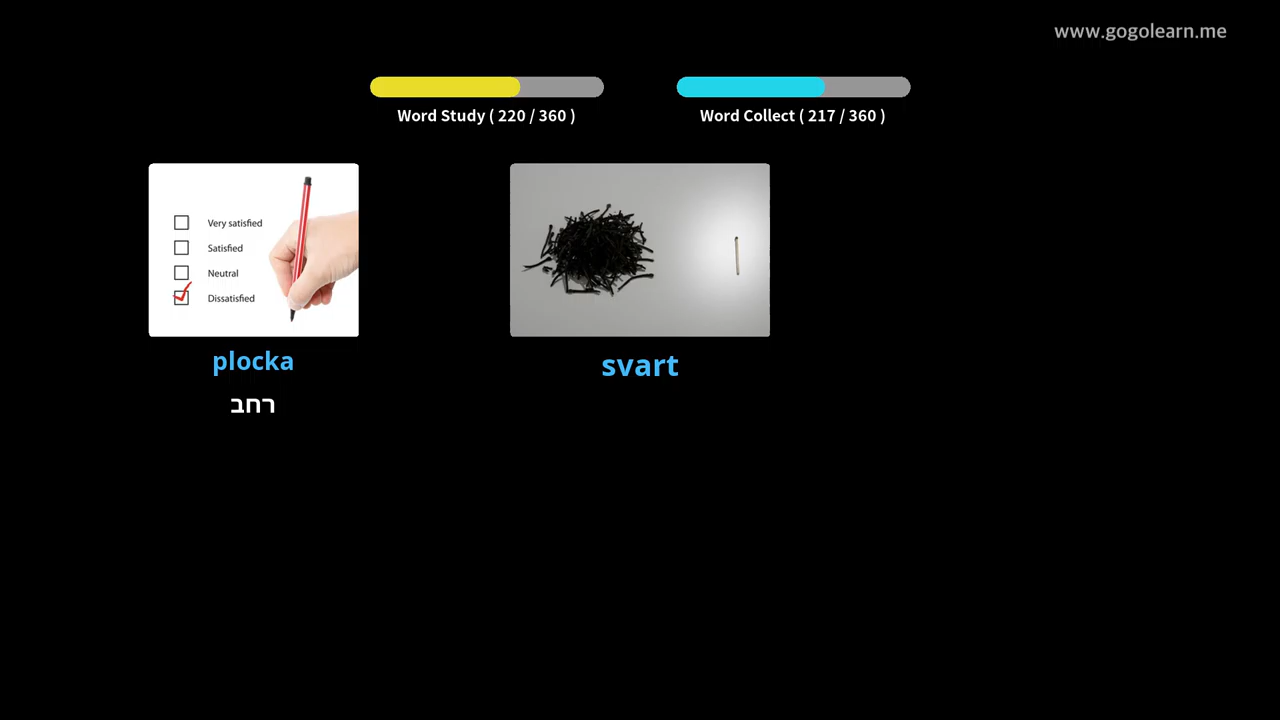 www.gogolearn.me
Word Study ( 220 / 360 )
Word Collect ( 217 / 360 )
Very satisfied
Satisfied
Neutral
Dissatisfied
plocka
רחב
svart